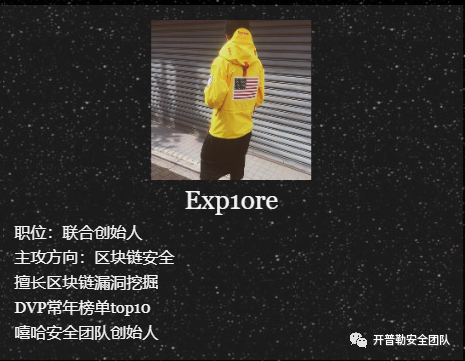 Exp1ore
职位：联合创始人
主攻方向：区块链安全
擅长区块链漏洞挖掘
DVP常年榜单top10
嘻哈安全团队创始人
开普勒安全团队